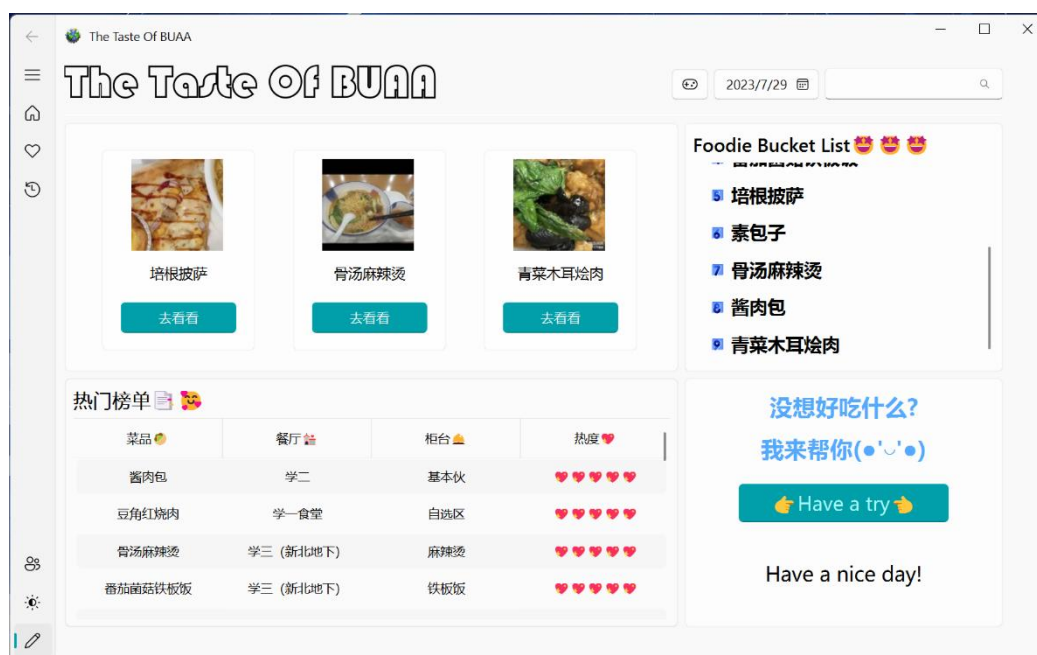 The Taste Of BUAA
The Taste Of BUAA
2023/7/29
培根披萨
骨汤麻辣烫
青菜木耳烩肉
去看看
去看看
去看看
Foodie Bucket List🤩🤩🤩
5 培根披萨
6 素包子
7 骨汤麻辣烫
8 酱肉包
9 青菜木耳烩肉
热门榜单📑🥰
菜品 餐厅 柜台 热度💖
酱肉包 学二 基本伙 💖💖💖💖💖
豆角红烧肉 学一食堂 自选区 💖💖💖💖💖
骨汤麻辣烫 学三（新北地下） 麻辣烫 💖💖💖💖💖
番茄菌菇铁板饭 学三（新北地下） 铁板饭 💖💖💖💖💖
没想好吃什么?
我来帮你(●'◡'●)
👉Have a try👈
Have a nice day!